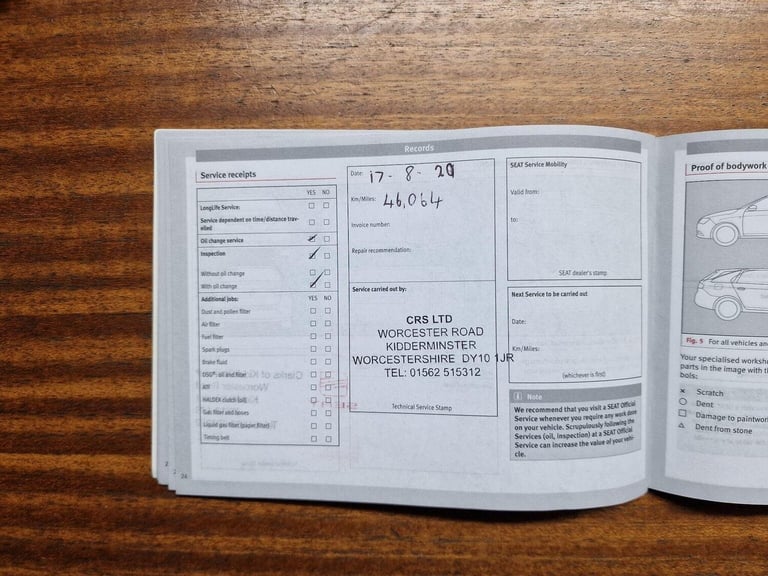 Records
Service receipts
YES NO
LongLife Service:
Service dependent on time/distance trav-
elled
Oil change service
Inspection
Without oil change
With oil change
Additional jobs: YES NO
Dust and pollen filter
Air filter
Fuel filter
Spark plugs
Brake fluid
DSG®: oil and filter
ATF
HALDEX clutch (oil)
Gas filter and hoses
Liquid gas filter (paper filter)
Timing belt
Date: 17-8-20
Km/Miles: 46,064
Invoice number:
Repair recommendation:
Service carried out by:
CRS LTD
WORCESTER ROAD
KIDDERMINSTER
WORCESTERSHIRE DY10 1JR
TEL: 01562 515312
Technical Service Stamp
SEAT Service Mobility
Valid from:
to:
SEAT dealer's stamp
Next Service to be carried out
Date:
Km/Miles:
(whichever is first)
i Note
We recommend that you visit a SEAT Official
Service whenever you require any work done
on your vehicle. Scrupulously following the
Services (oil, inspection) at a SEAT Official
Service can increase the value of your vehi-
cle.
26
Proof of bodywork
Fig. 5 For all vehicles an
Your specialised worksh
parts in the image with t
bols:
× Scratch
○ Dent
□ Damage to paintwor
△ Dent from stone